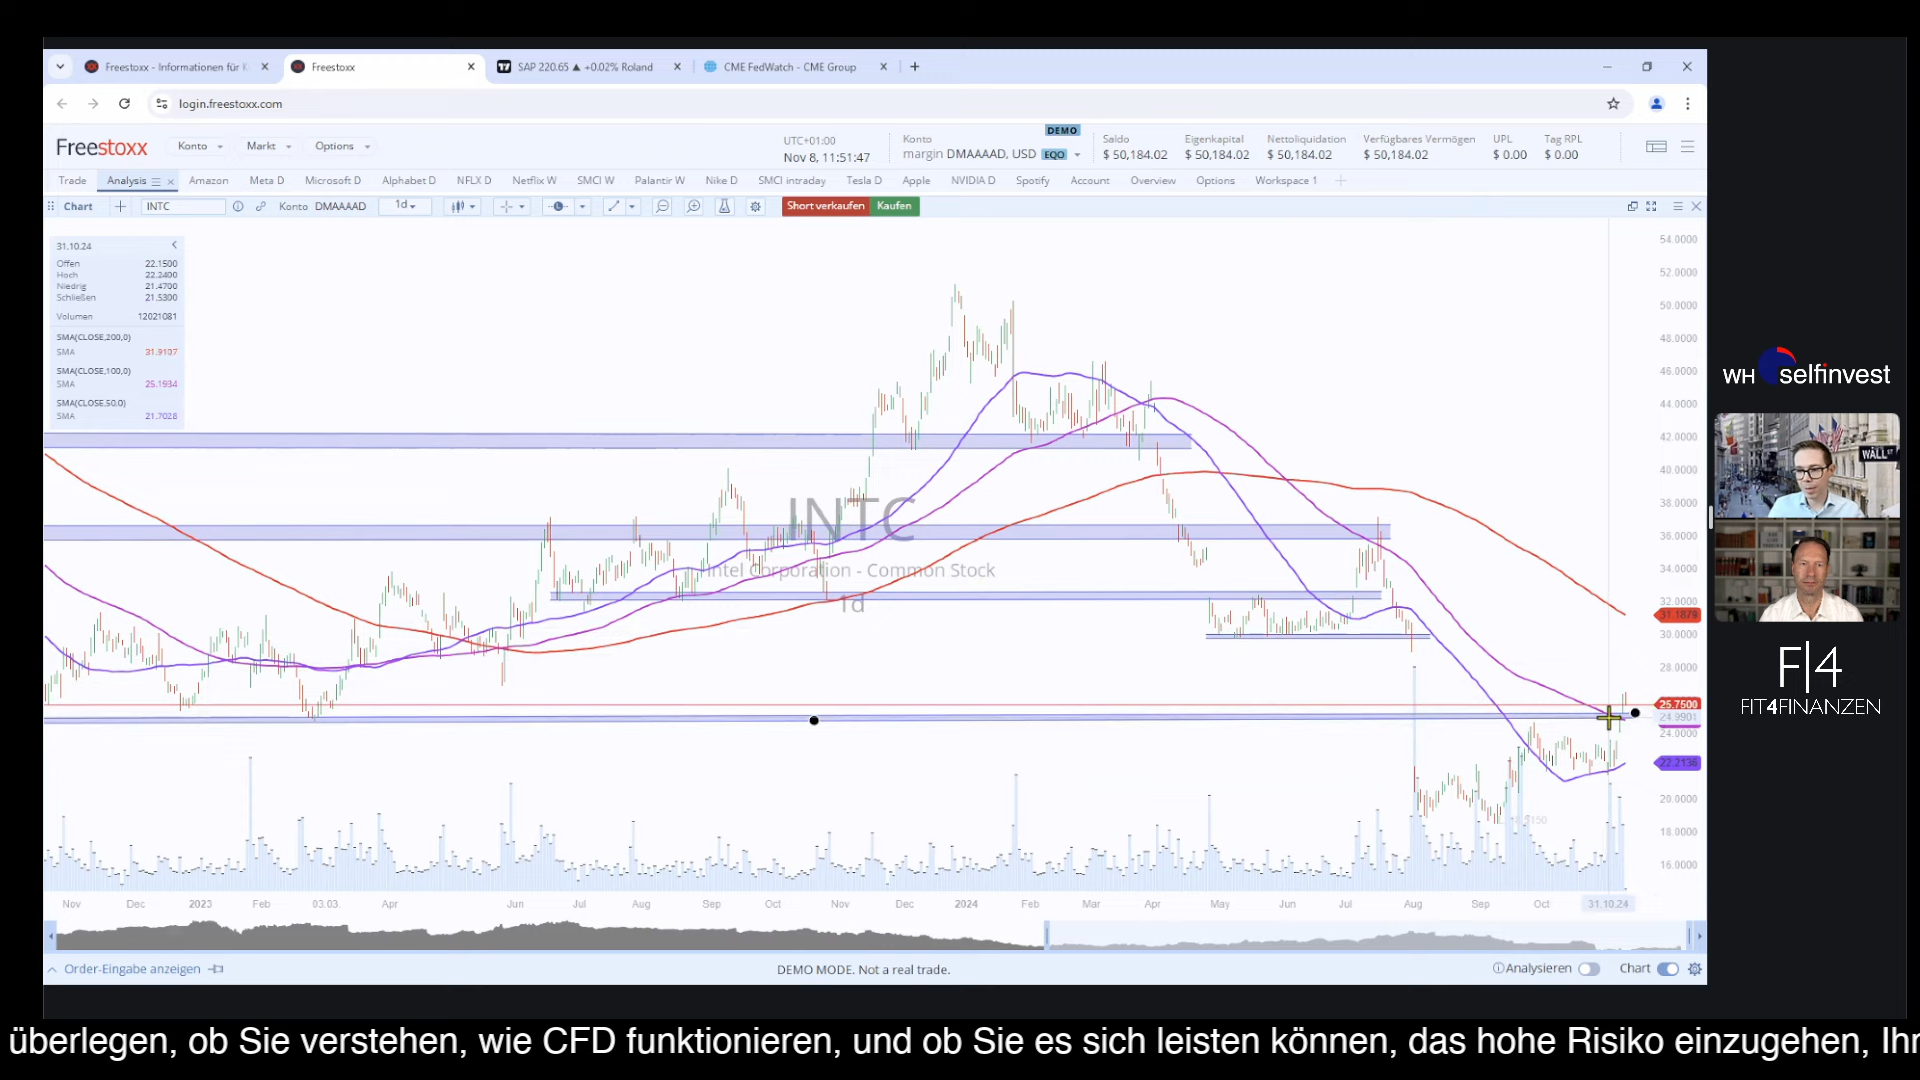 Freestoxx - Informationen für K
Freestoxx
SAP 220.65 ▲ +0.02% Roland
CME FedWatch - CME Group
login.freestoxx.com
Freestoxx
Konto
Markt
Options
UTC+01:00
Nov 8, 11:51:47
Konto
DEMO
margin DMAAAAD, USD EQO
Saldo
$ 50,184.02
Eigenkapital
$ 50,184.02
Nettoliquidation
$ 50,184.02
Verfügbares Vermögen
$ 50,184.02
UPL
$ 0.00
Tag RPL
$ 0.00
Trade Analysis Amazon Meta D Microsoft D Alphabet D NFLX D Netflix W SMCI W Palantir W Nike D SMCI intraday Tesla D Apple NVIDIA D Spotify Account Overview Options Workspace 1
Chart INTC Konto DMAAAAD 1d Short verkaufen Kaufen
31.10.24
Offen 22.1500
Hoch 22.2400
Niedrig 21.4700
Schließen 21.5300
Volumen 12021081
SMA(CLOSE,200,0)
SMA 31.9107
SMA(CLOSE,100,0)
SMA 25.1934
SMA(CLOSE,50,0)
SMA 21.7028
INTC
Intel Corporation - Common Stock
1d
54.0000
52.0000
50.0000
48.0000
46.0000
44.0000
42.0000
40.0000
38.0000
36.0000
34.0000
32.0000
31.1879
30.0000
28.0000
25.7500
24.9901
24.0000
22.2136
20.0000
18.0000
16.0000
Nov Dec 2023 Feb 03.03. Apr Jun Jul Aug Sep Oct Nov Dec 2024 Feb Mar Apr May Jun Jul Aug Sep Oct 31.10.24
Order-Eingabe anzeigen
DEMO MODE. Not a real trade.
Analysieren
Chart
WH selfinvest
WALL ST
F|4
FIT4FINANZEN
überlegen, ob Sie verstehen, wie CFD funktionieren, und ob Sie es sich leisten können, das hohe Risiko einzugehen, Ihr